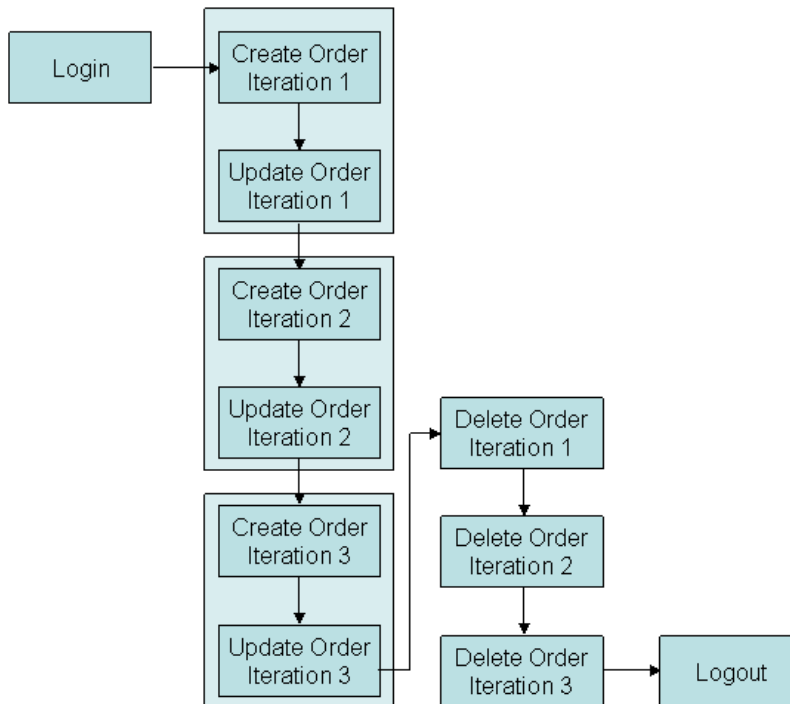 Login
Create Order
Iteration 1
Update Order
Iteration 1
Create Order
Iteration 2
Update Order
Iteration 2
Create Order
Iteration 3
Update Order
Iteration 3
Delete Order
Iteration 1
Delete Order
Iteration 2
Delete Order
Iteration 3
Logout